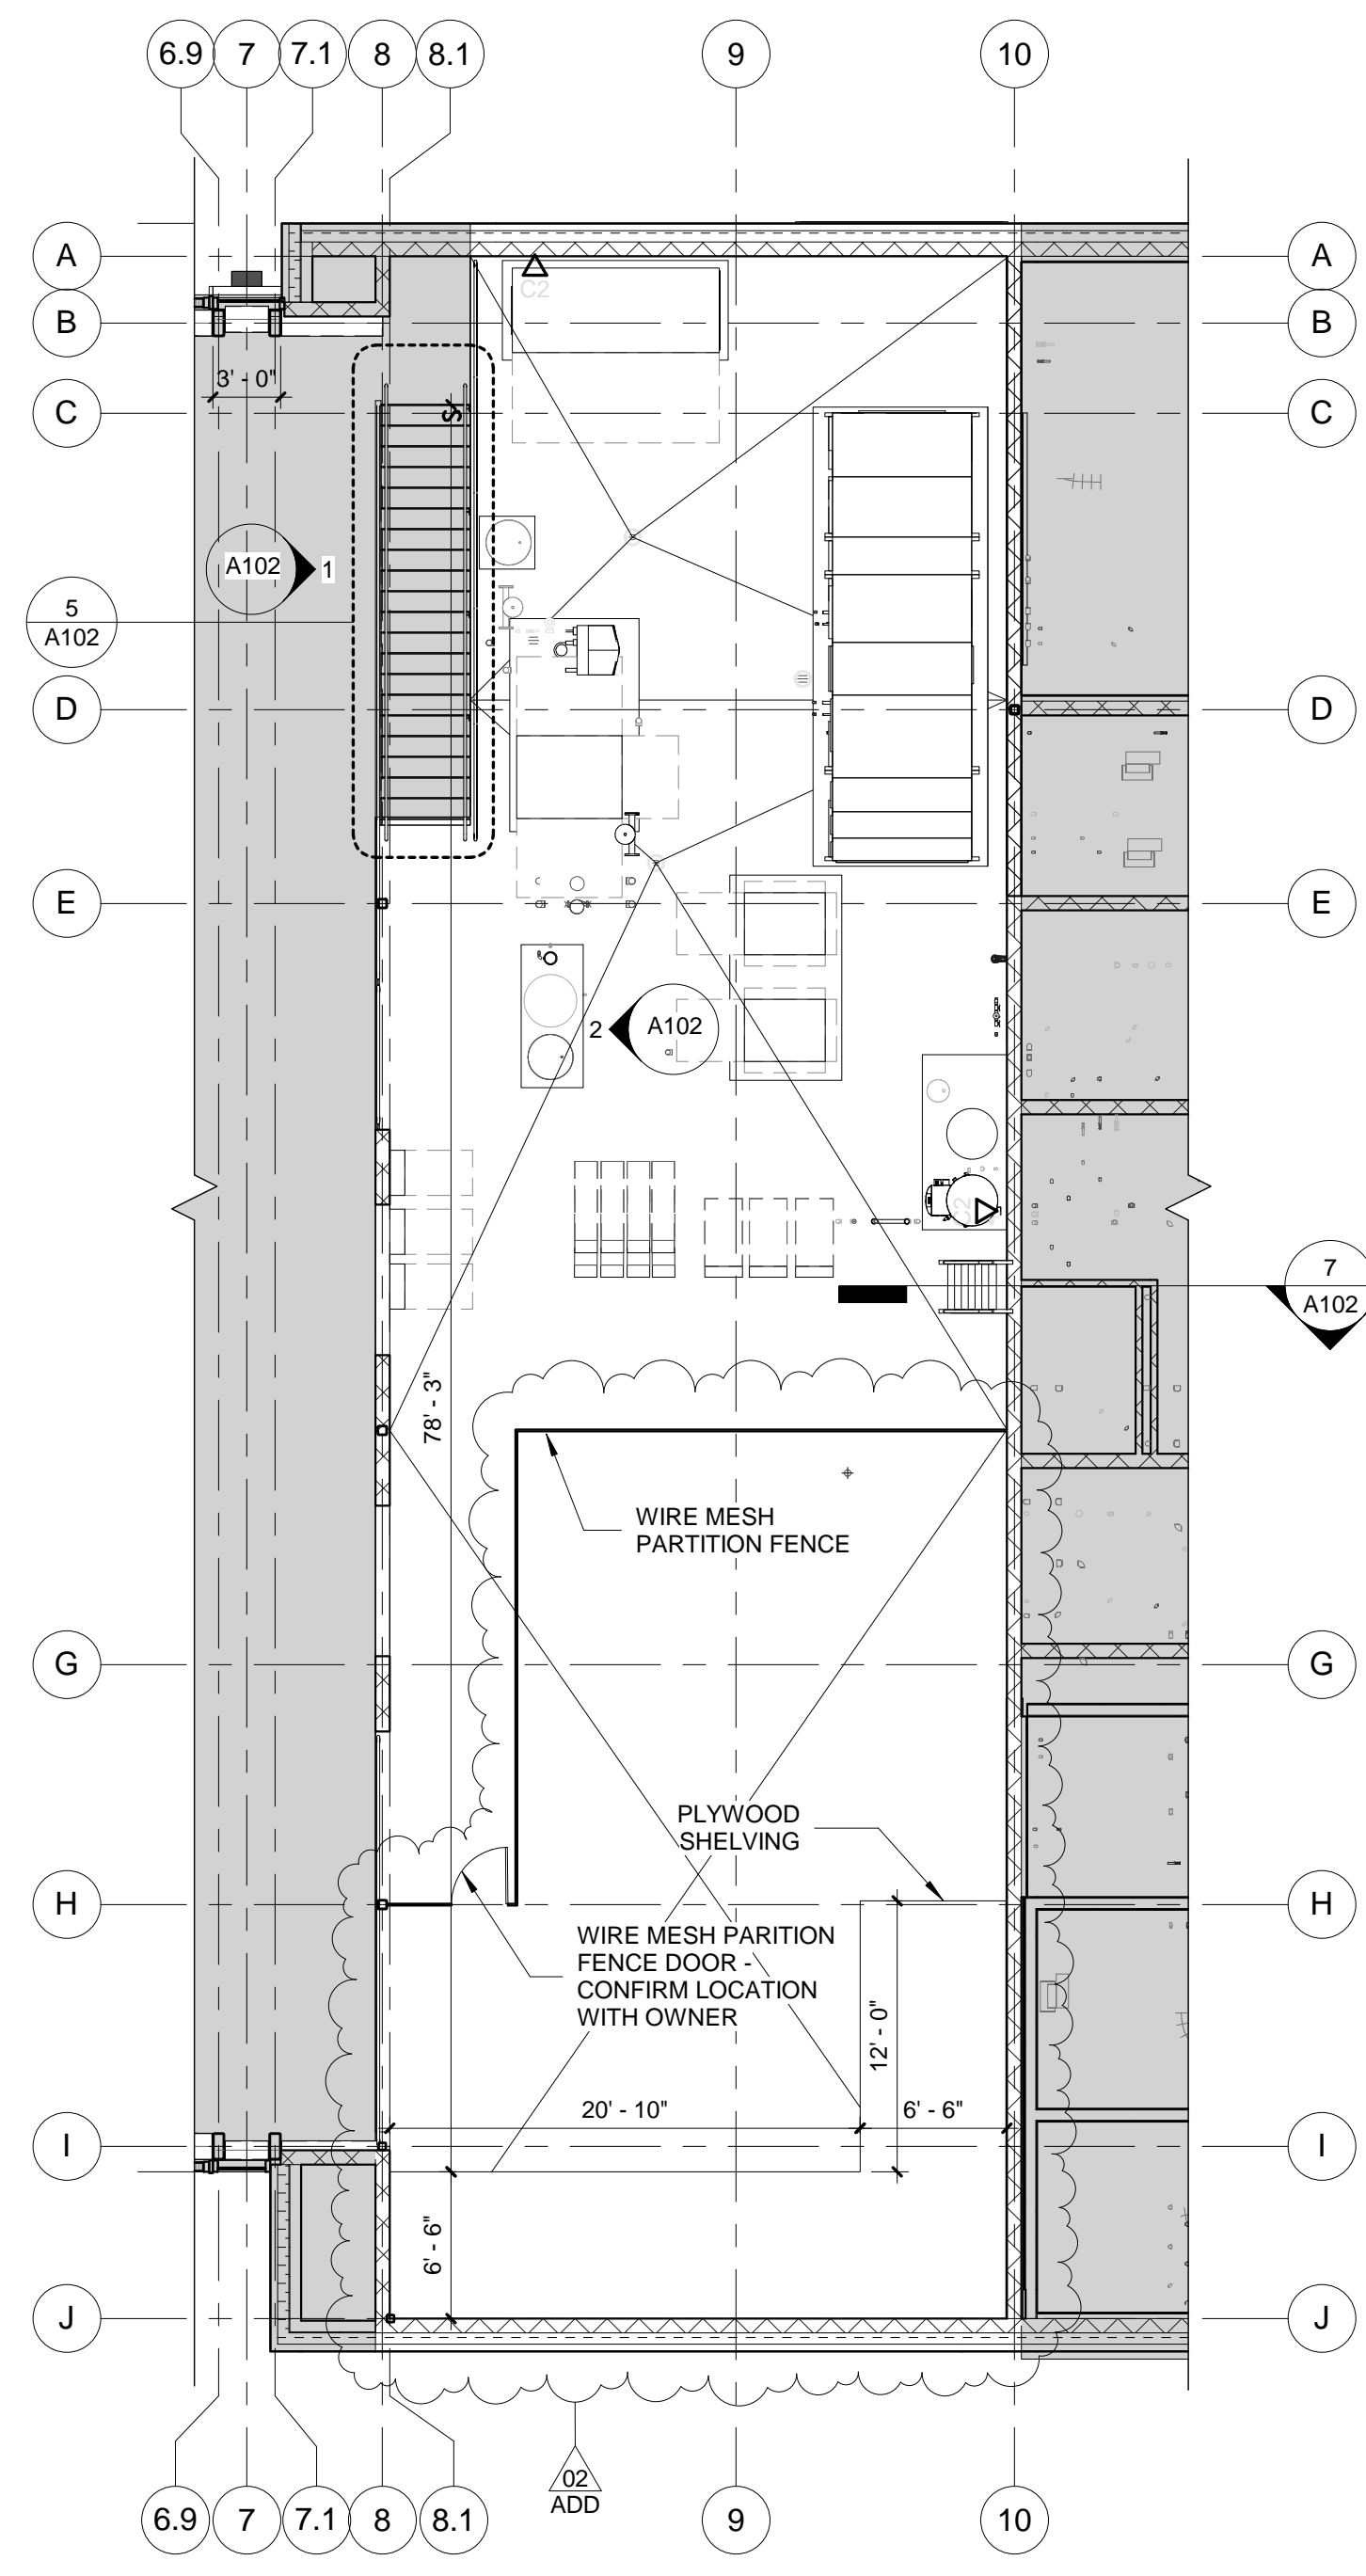 6.9 7 7.1 8 8.1 9 10
A A
C2
B B
3' - 0"
C C
S
A102 1
5
A102
D D
E E
2 A102
C2
7
A102
78' - 3"
WIRE MESH
PARTITION FENCE
G G
PLYWOOD
SHELVING
H H
WIRE MESH PARITION
FENCE DOOR -
CONFIRM LOCATION
WITH OWNER
12' - 0"
20' - 10" 6' - 6"
I I
6' - 6"
J J
02
ADD
6.9 7 7.1 8 8.1 9 10